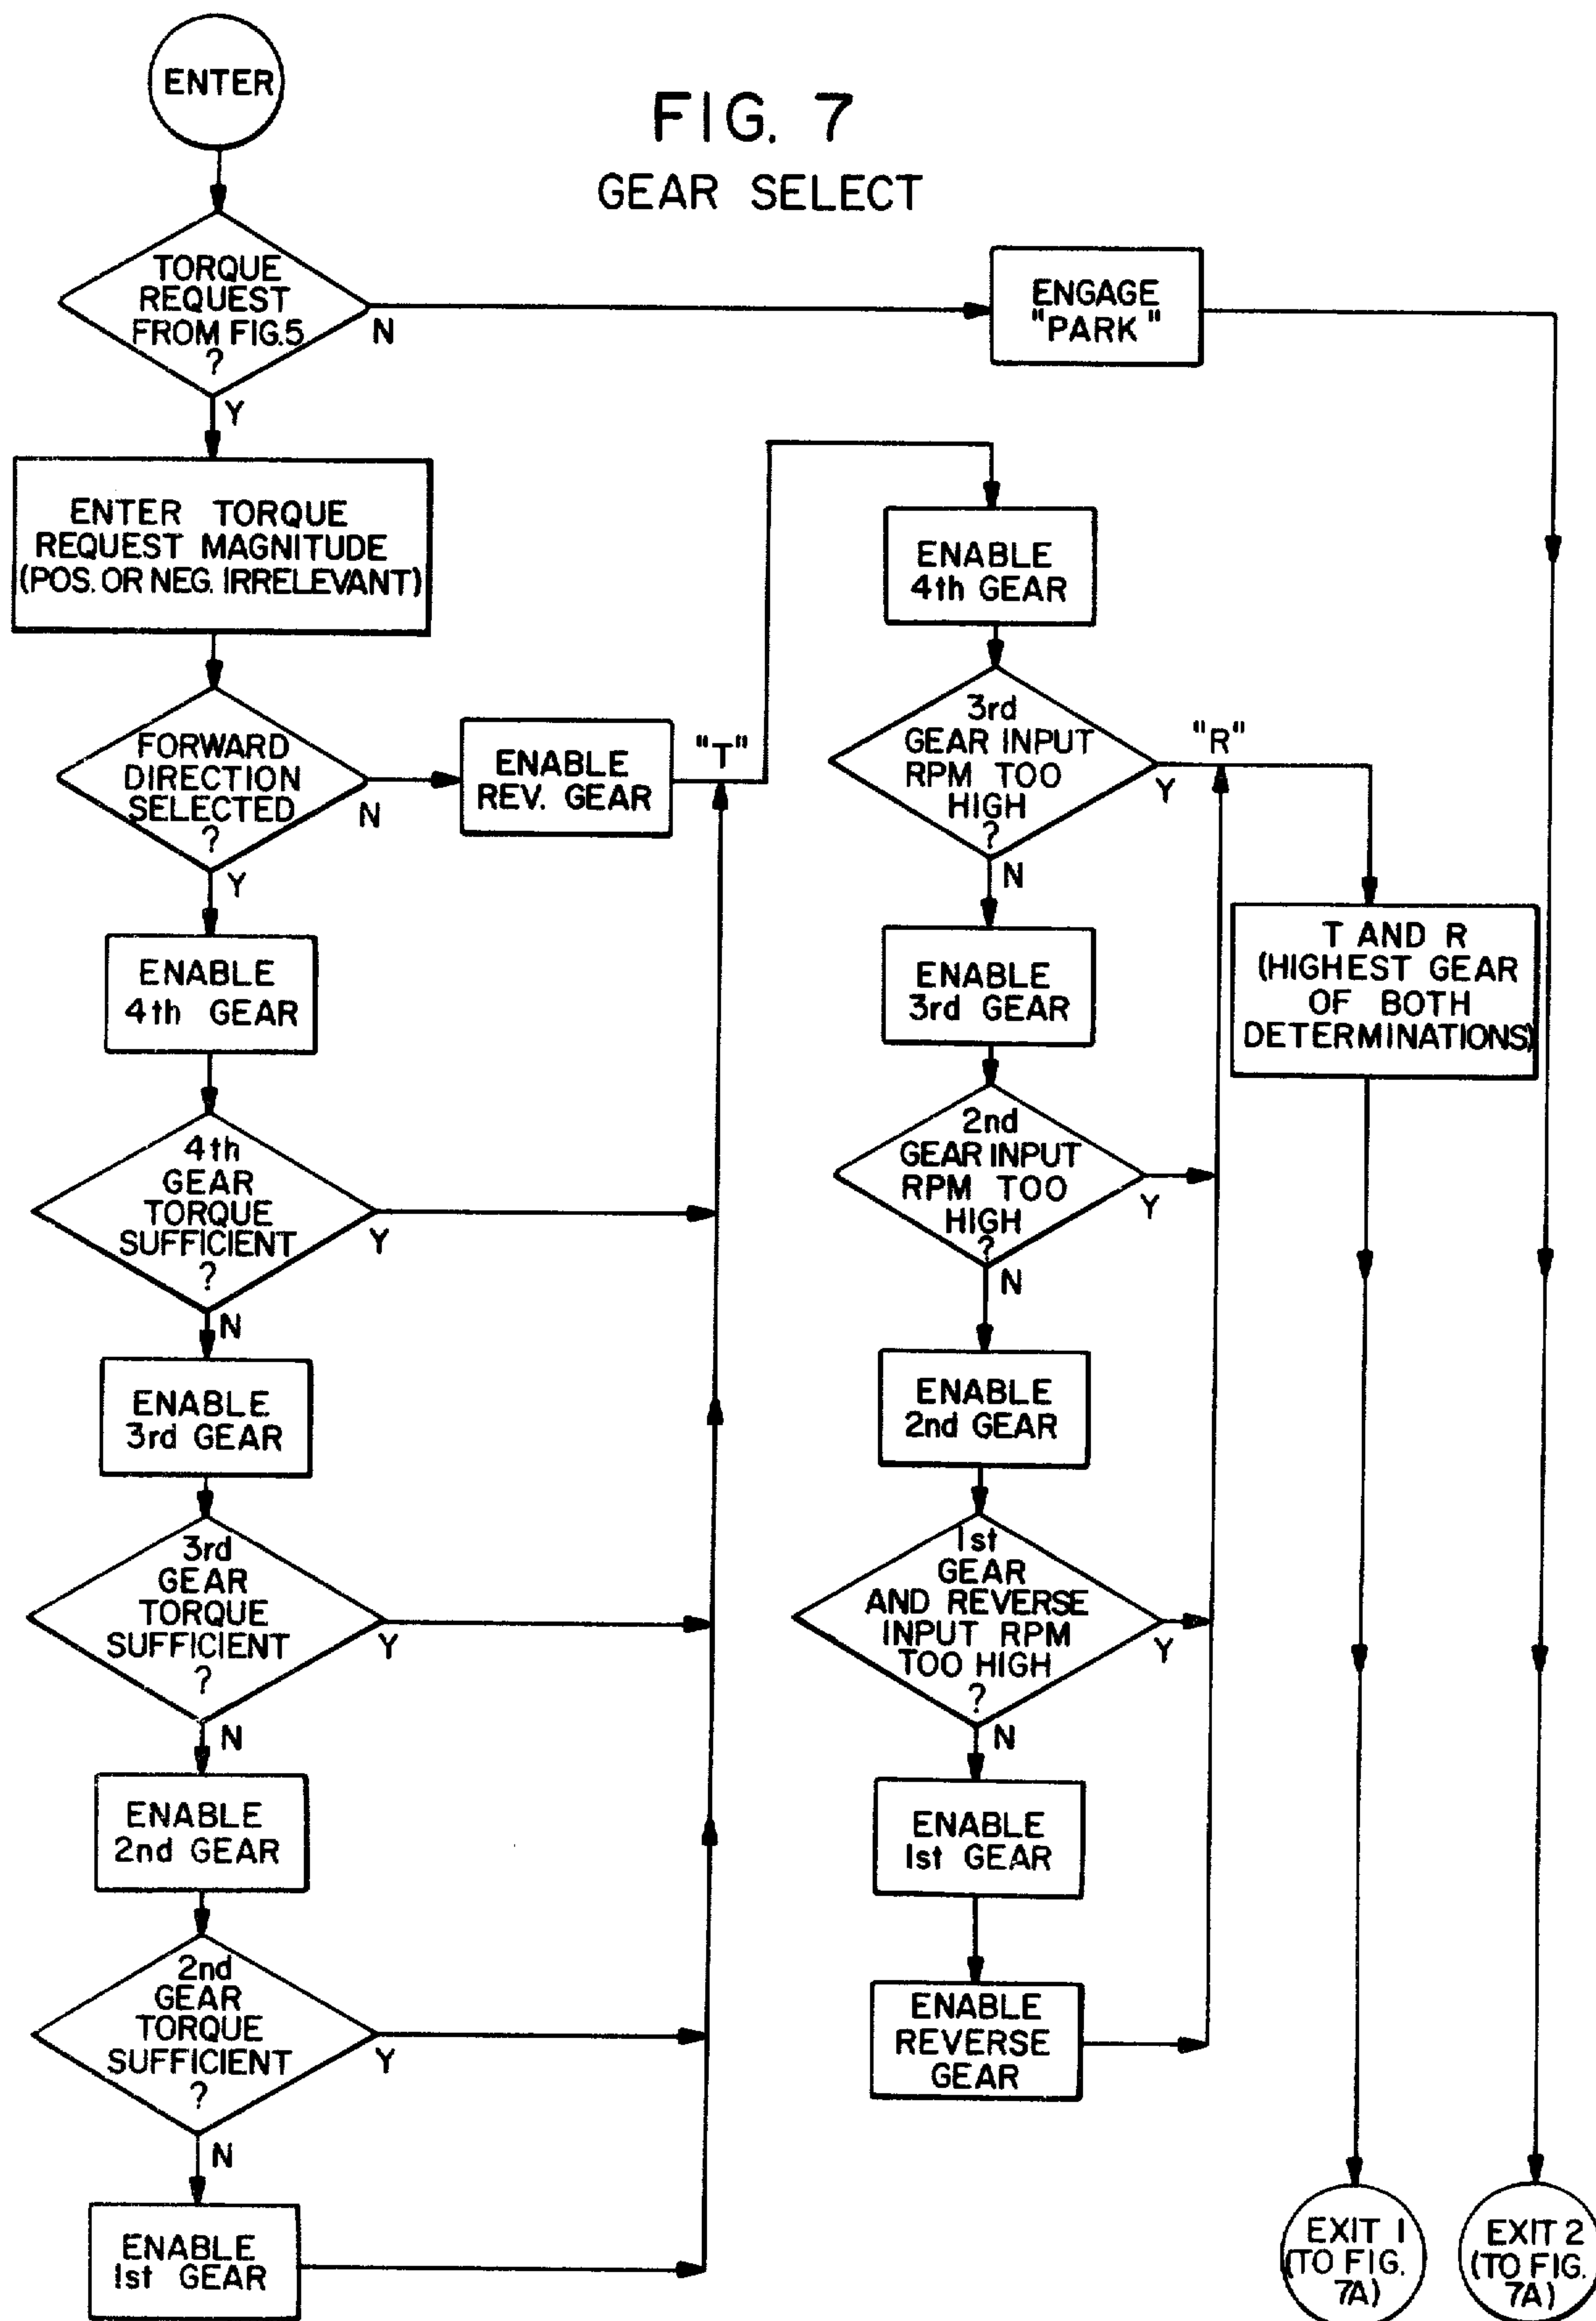 ENTER
FIG. 7
GEAR SELECT
TORQUE
REQUEST
FROM FIG.5
?
N
Y
ENGAGE
"PARK"
ENTER TORQUE
REQUEST MAGNITUDE
(POS. OR NEG. IRRELEVANT)
FORWARD
DIRECTION
SELECTED
?
N
Y
ENABLE
REV. GEAR
"T"
ENABLE
4th GEAR
4th
GEAR
TORQUE
SUFFICIENT
?
Y
N
ENABLE
3rd GEAR
3rd
GEAR
TORQUE
SUFFICIENT
?
Y
N
ENABLE
2nd GEAR
2nd
GEAR
TORQUE
SUFFICIENT
?
Y
N
ENABLE
1st GEAR
ENABLE
4th GEAR
3rd
GEAR INPUT
RPM TOO
HIGH
?
Y
N
"R"
ENABLE
3rd GEAR
2nd
GEAR INPUT
RPM TOO
HIGH
?
Y
N
ENABLE
2nd GEAR
1st
GEAR
AND REVERSE
INPUT RPM
TOO HIGH
?
Y
N
ENABLE
1st GEAR
ENABLE
REVERSE
GEAR
T AND R
(HIGHEST GEAR
OF BOTH
DETERMINATIONS)
EXIT 1
(TO FIG.
7A)
EXIT 2
(TO FIG.
7A)